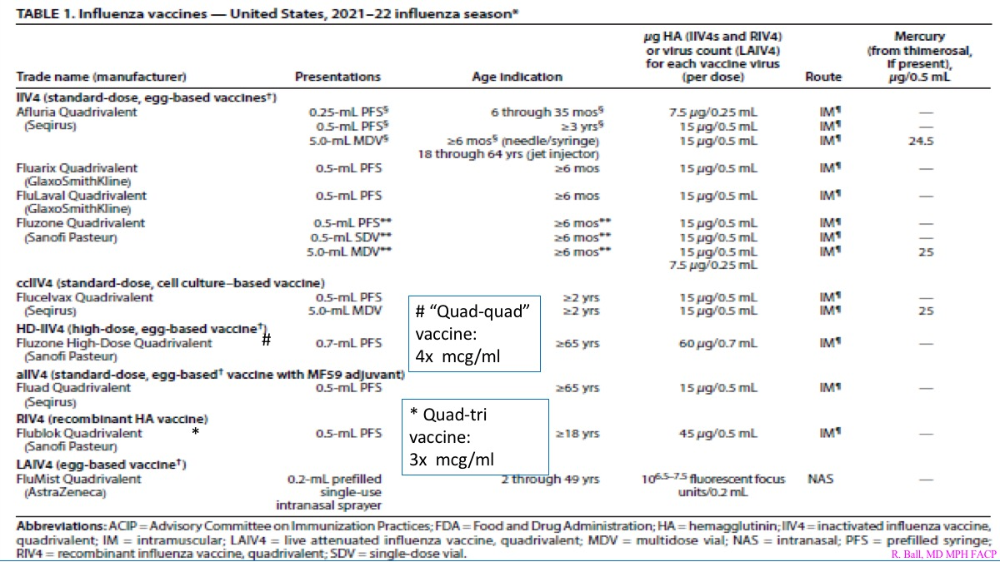 TABLE 1. Influenza vaccines — United States, 2021–22 influenza season*
Trade name (manufacturer) Presentations Age indication µg HA (IIV4s and RIV4) or virus count (LAIV4) for each vaccine virus (per dose) Route Mercury (from thimerosal, if present), µg/0.5 mL
IIV4 (standard-dose, egg-based vaccines†)
Afluria Quadrivalent 0.25-mL PFS§ 6 through 35 mos§ 7.5 µg/0.25 mL IM¶ —
(Seqirus) 0.5-mL PFS§ ≥3 yrs§ 15 µg/0.5 mL IM¶ —
5.0-mL MDV§ ≥6 mos§ (needle/syringe) 15 µg/0.5 mL IM¶ 24.5
18 through 64 yrs (jet injector)
Fluarix Quadrivalent 0.5-mL PFS ≥6 mos 15 µg/0.5 mL IM¶ —
(GlaxoSmithKline)
FluLaval Quadrivalent 0.5-mL PFS ≥6 mos 15 µg/0.5 mL IM¶ —
(GlaxoSmithKline)
Fluzone Quadrivalent 0.5-mL PFS** ≥6 mos** 15 µg/0.5 mL IM¶ —
(Sanofi Pasteur) 0.5-mL SDV** ≥6 mos** 15 µg/0.5 mL IM¶ —
5.0-mL MDV** ≥6 mos** 15 µg/0.5 mL IM¶ 25
7.5 µg/0.25 mL
ccIIV4 (standard-dose, cell culture–based vaccine)
Flucelvax Quadrivalent 0.5-mL PFS ≥2 yrs 15 µg/0.5 mL IM¶ —
(Seqirus) 5.0-mL MDV ≥2 yrs 15 µg/0.5 mL IM¶ 25
# “Quad-quad”
vaccine:
4x mcg/ml
HD-IIV4 (high-dose, egg-based vaccine†)
Fluzone High-Dose Quadrivalent # 0.7-mL PFS ≥65 yrs 60 µg/0.7 mL IM¶ —
(Sanofi Pasteur)
aIIV4 (standard-dose, egg-based† vaccine with MF59 adjuvant)
Fluad Quadrivalent 0.5-mL PFS ≥65 yrs 15 µg/0.5 mL IM¶ —
(Seqirus)
* Quad-tri
vaccine:
3x mcg/ml
RIV4 (recombinant HA vaccine)
Flublok Quadrivalent * 0.5-mL PFS ≥18 yrs 45 µg/0.5 mL IM¶ —
(Sanofi Pasteur)
LAIV4 (egg-based vaccine†)
FluMist Quadrivalent 0.2-mL prefilled 2 through 49 yrs 10^6.5–7.5 fluorescent focus NAS —
(AstraZeneca) single-use units/0.2 mL
intranasal sprayer
Abbreviations: ACIP = Advisory Committee on Immunization Practices; FDA = Food and Drug Administration; HA = hemagglutinin; IIV4 = inactivated influenza vaccine,
quadrivalent; IM = intramuscular; LAIV4 = live attenuated influenza vaccine, quadrivalent; MDV = multidose vial; NAS = intranasal; PFS = prefilled syringe;
RIV4 = recombinant influenza vaccine, quadrivalent; SDV = single-dose vial.
R. Ball, MD MPH FACP